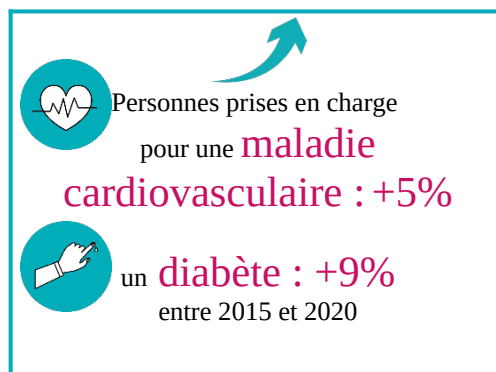 Personnes prises en charge
pour une maladie
cardiovasculaire : +5%
un diabète : +9%
entre 2015 et 2020